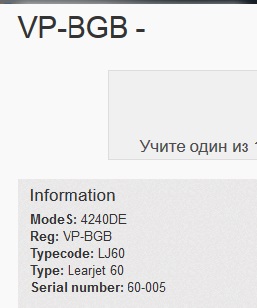 VP-BGB -
Учите один из
Information
ModeS: 4240DE
Reg: VP-BGB
Typecode: LJ60
Type: Learjet 60
Serial number: 60-005